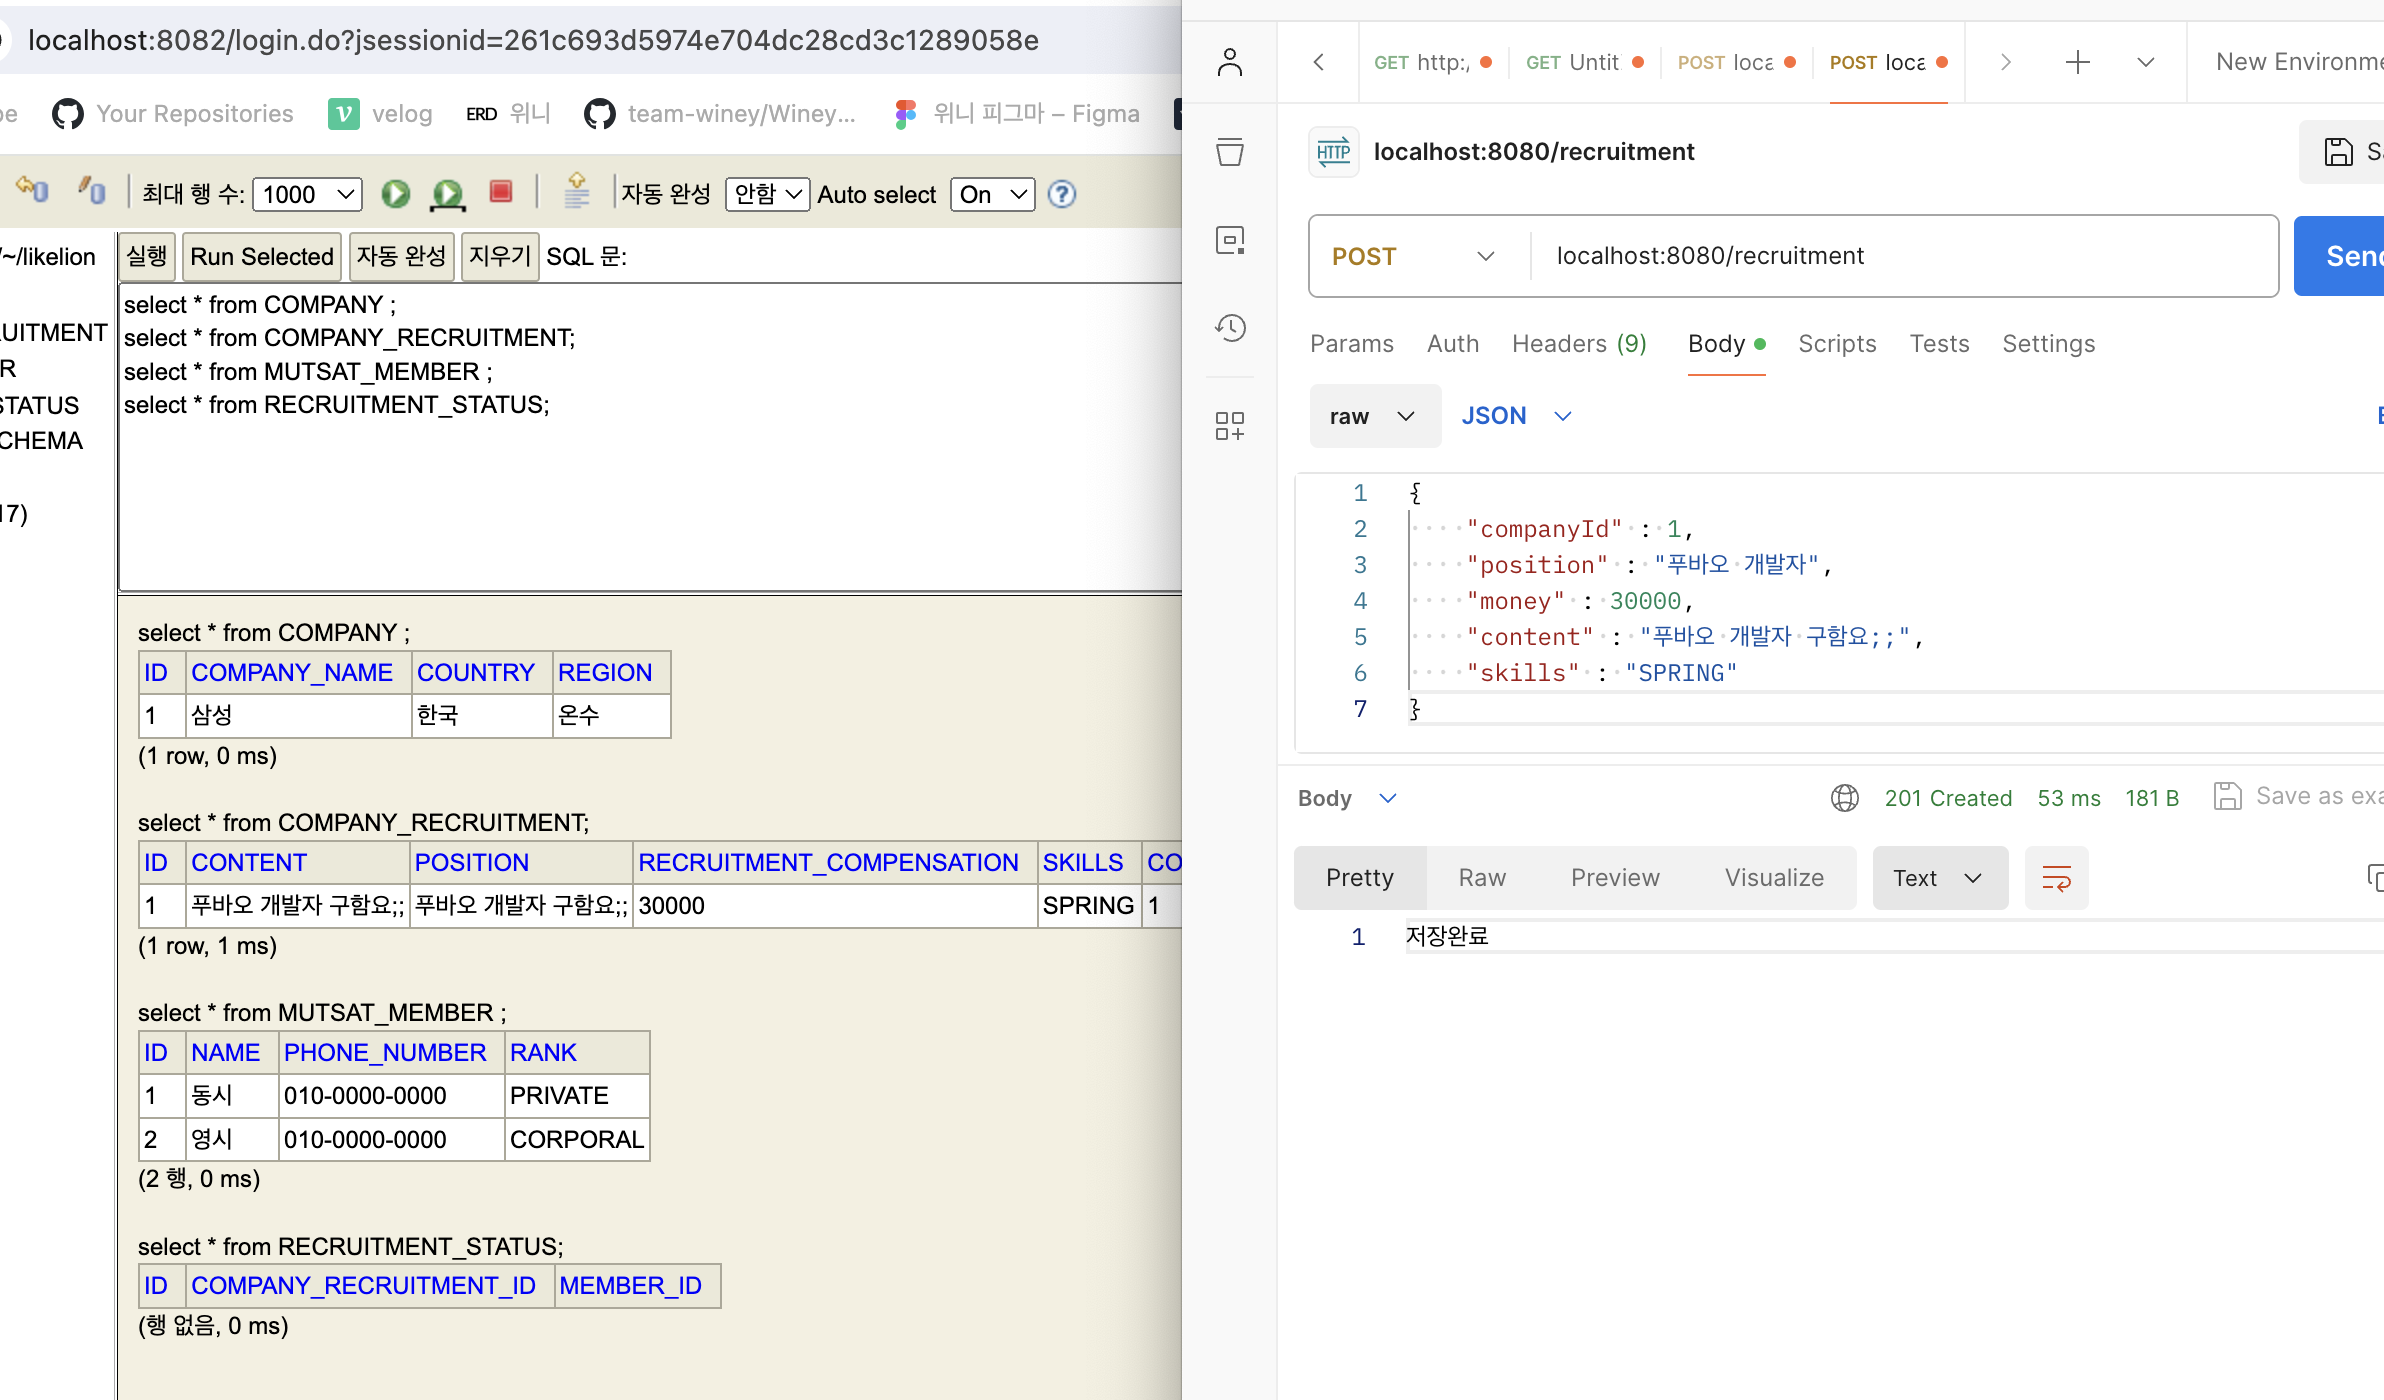 localhost:8082/login.do?jsessionid=261c693d5974e704dc28cd3c1289058e
Your Repositories velog ERD 위니 team-winey/Winey... 위니 피그마 – Figma
최대 행 수: 1000 자동 완성 안함 Auto select On
/~/likelion
UITMENT
R
STATUS
CHEMA
17)
실행 Run Selected 자동 완성 지우기 SQL 문:
select * from COMPANY ;
select * from COMPANY_RECRUITMENT;
select * from MUTSAT_MEMBER ;
select * from RECRUITMENT_STATUS;
select * from COMPANY ;
ID COMPANY_NAME COUNTRY REGION
1 삼성 한국 온수
(1 row, 0 ms)
select * from COMPANY_RECRUITMENT;
ID CONTENT POSITION RECRUITMENT_COMPENSATION SKILLS CO
1 푸바오 개발자 구함요;; 푸바오 개발자 구함요;; 30000 SPRING 1
(1 row, 1 ms)
select * from MUTSAT_MEMBER ;
ID NAME PHONE_NUMBER RANK
1 동시 010-0000-0000 PRIVATE
2 영시 010-0000-0000 CORPORAL
(2 행, 0 ms)
select * from RECRUITMENT_STATUS;
ID COMPANY_RECRUITMENT_ID MEMBER_ID
(행 없음, 0 ms)
GET http:/ GET Untit POST loca POST loca New Environme
HTTP localhost:8080/recruitment Sa
POST localhost:8080/recruitment Send
Params Auth Headers (9) Body Scripts Tests Settings
raw JSON
1 {
2 "companyId" : 1,
3 "position" : "푸바오 개발자",
4 "money" : 30000,
5 "content" : "푸바오 개발자 구함요;;",
6 "skills" : "SPRING"
7 }
Body 201 Created 53 ms 181 B Save as exa
Pretty Raw Preview Visualize Text
1 저장완료